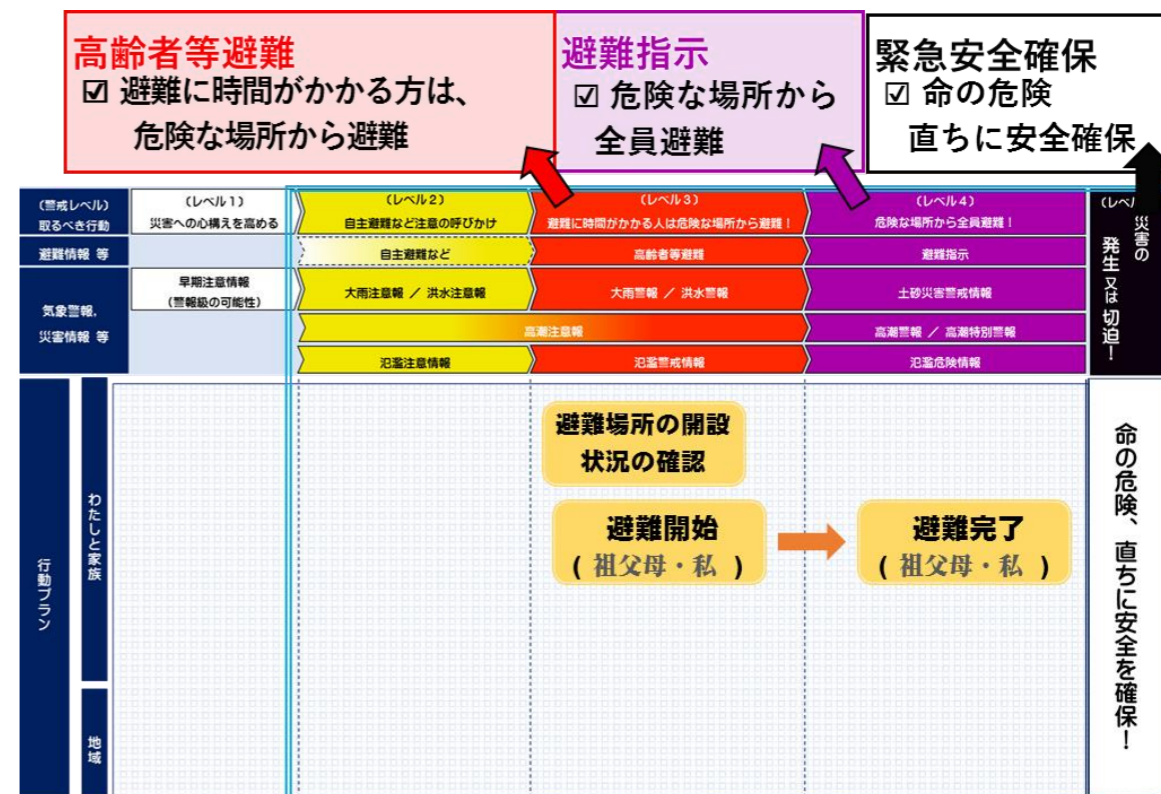 高齢者等避難
☑ 避難に時間がかかる方は、
危険な場所から避難
避難指示
☑ 危険な場所から
全員避難
緊急安全確保
☑ 命の危険
直ちに安全確保
(警戒レベル)
取るべき行動
(レベル1)
災害への心構えを高める
(レベル2)
自主避難など注意の呼びかけ
(レベル3)
避難に時間がかかる人は危険な場所から避難!
(レベル4)
危険な場所から全員避難!
(レベ
災害の
発生又は切迫!
避難情報 等
自主避難など
高齢者等避難
避難指示
気象警報,
災害情報 等
早期注意情報
(警報級の可能性)
大雨注意報 / 洪水注意報
大雨警報 / 洪水警報
土砂災害警戒情報
高潮注意報
高潮警報 / 高潮特別警報
氾濫注意情報
氾濫警戒情報
氾濫危険情報
行動プラン
わたしと家族
地域
避難場所の開設
状況の確認
避難開始
( 祖父母・私 )
避難完了
( 祖父母・私 )
命の危険、直ちに安全を確保!